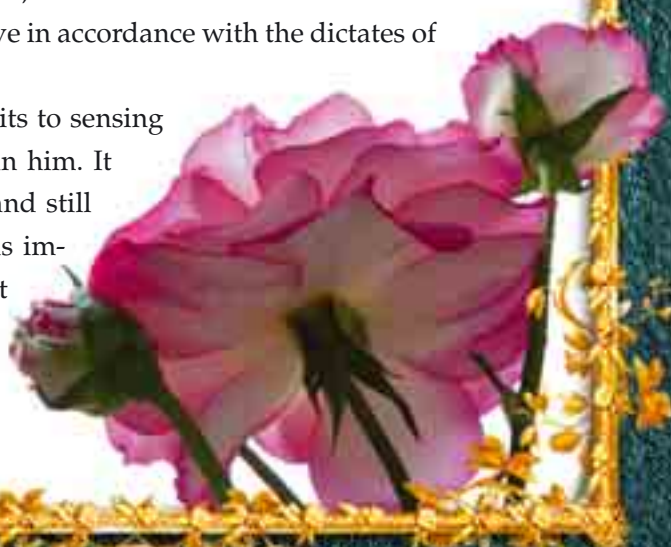 ve in accordance with the dictates of
its to sensing
n him. It
nd still
s im-
t